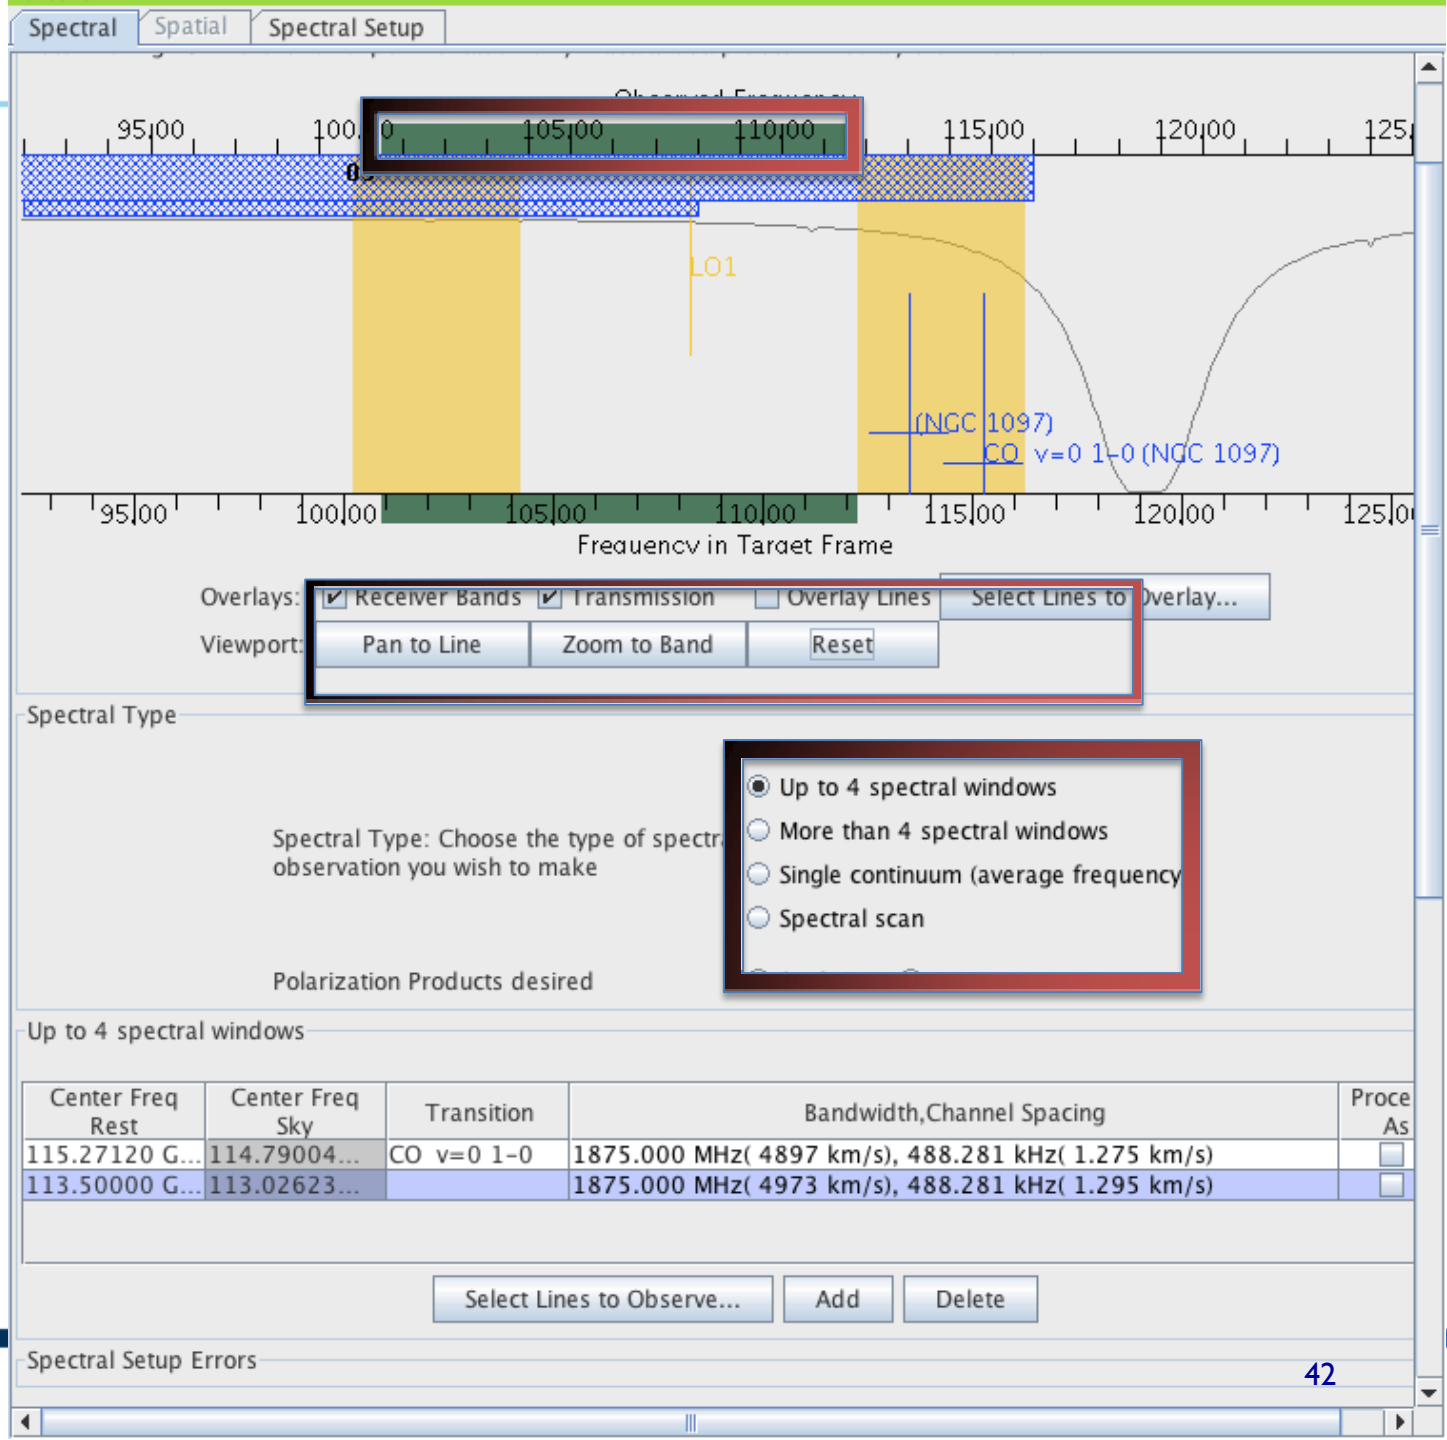 Spectral Spatial Spectral Setup
Observed Frequency
95.00 105.00 110.00 115.00 120.00
LO1
(NGC 1097)
CO v=0 1-0 (NGC 1097)
95.00 100.00 105.00 110.00 115.00 120.00
Frequency in Target Frame
Overlays: Receiver Bands Transmission Overlay Lines Select Lines to Overlay...
Viewport: Pan to Line Zoom to Band Reset
Spectral Type
Up to 4 spectral windows
More than 4 spectral windows
Spectral Type: Choose the type of spectr
observation you wish to make
Single continuum (average frequency
Spectral scan
Polarization Products desired
Up to 4 spectral windows
Center Freq Rest Center Freq Sky Transition Bandwidth,Channel Spacing Proce As
115.27120 G... 114.79004... CO v=0 1-0 1875.000 MHz( 4897 km/s), 488.281 kHz( 1.275 km/s)
113.50000 G... 113.02623... 1875.000 MHz( 4973 km/s), 488.281 kHz( 1.295 km/s)
Select Lines to Observe... Add Delete
Spectral Setup Errors
42